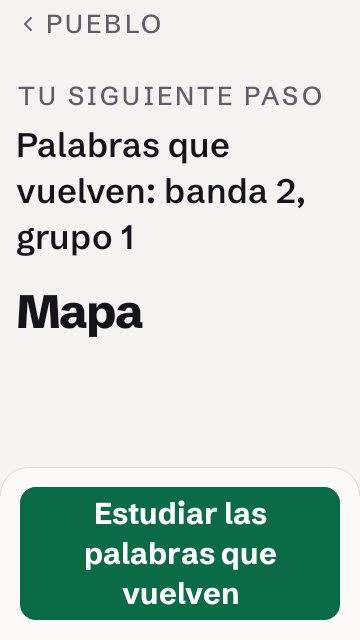 PUEBLO
TU SIGUIENTE PASO
Palabras que
vuelven: banda 2,
grupo 1
Mapa
Estudiar las
palabras que
vuelven